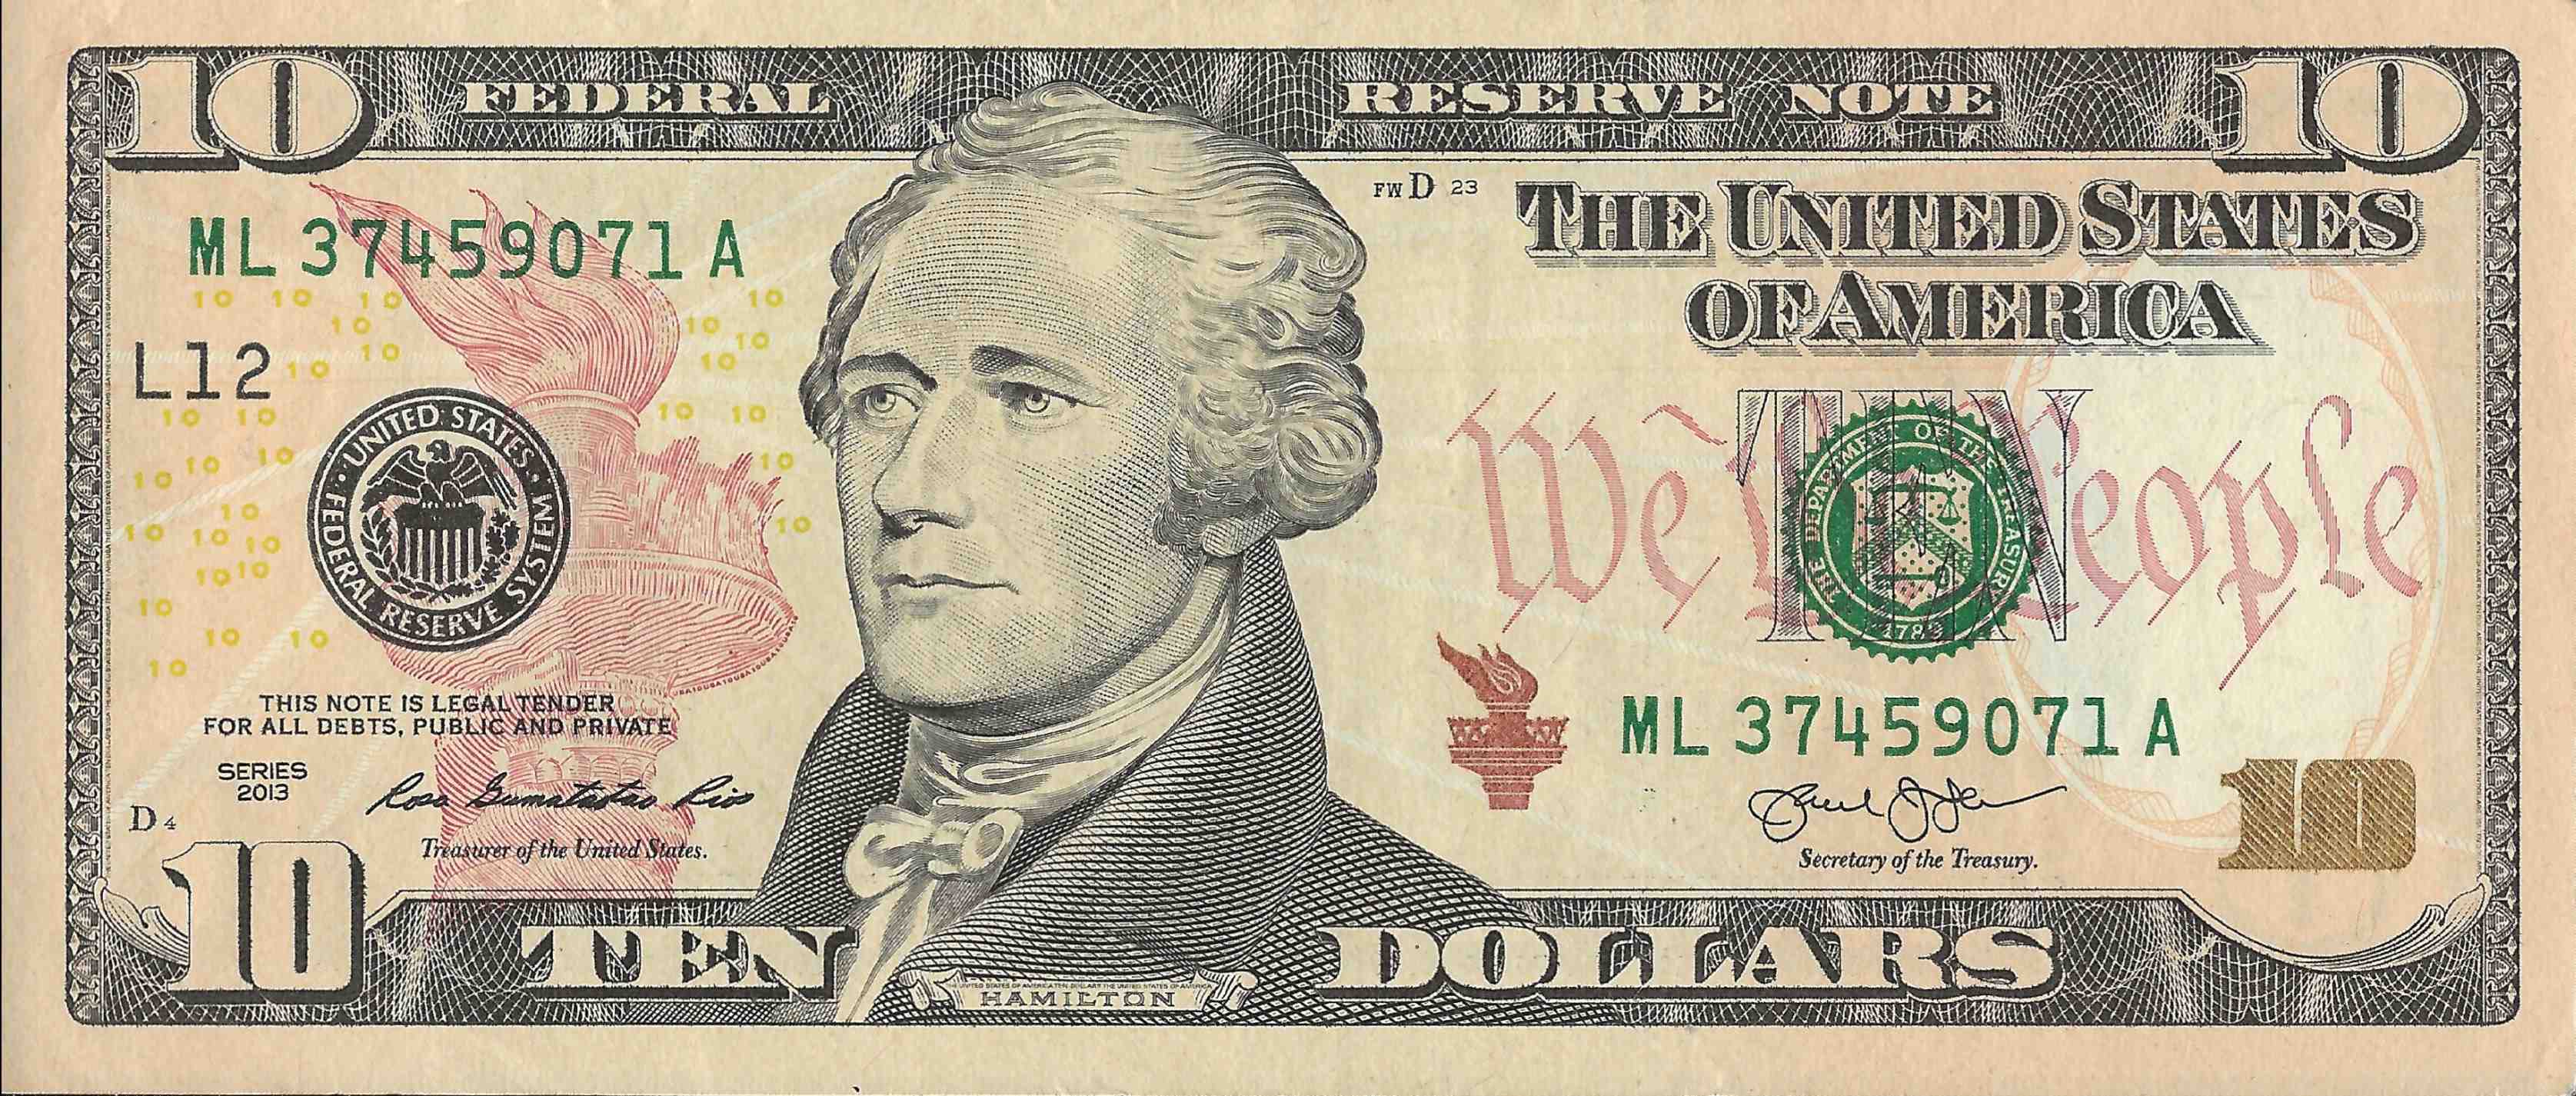 10 FEDERAL RESERVE NOTE 10
FW D 23
THE UNITED STATES
OF AMERICA
ML 37459071 A
L12
10 10 10 10
10 10
10 10 10
10
10 10 10 10
10 10 10 10
10 10 10 10
10 10 10
10 10
10
10 10
10
UNITED STATES FEDERAL RESERVE SYSTEM
We the People
TEN
THE DEPARTMENT OF THE TREASURY
1789
THIS NOTE IS LEGAL TENDER
FOR ALL DEBTS, PUBLIC AND PRIVATE
ML 37459071 A
SERIES
2013
D 4
Rosa Gumataotao Rios
Treasurer of the United States.
Secretary of the Treasury.
10
10 TEN DOLLARS
HAMILTON